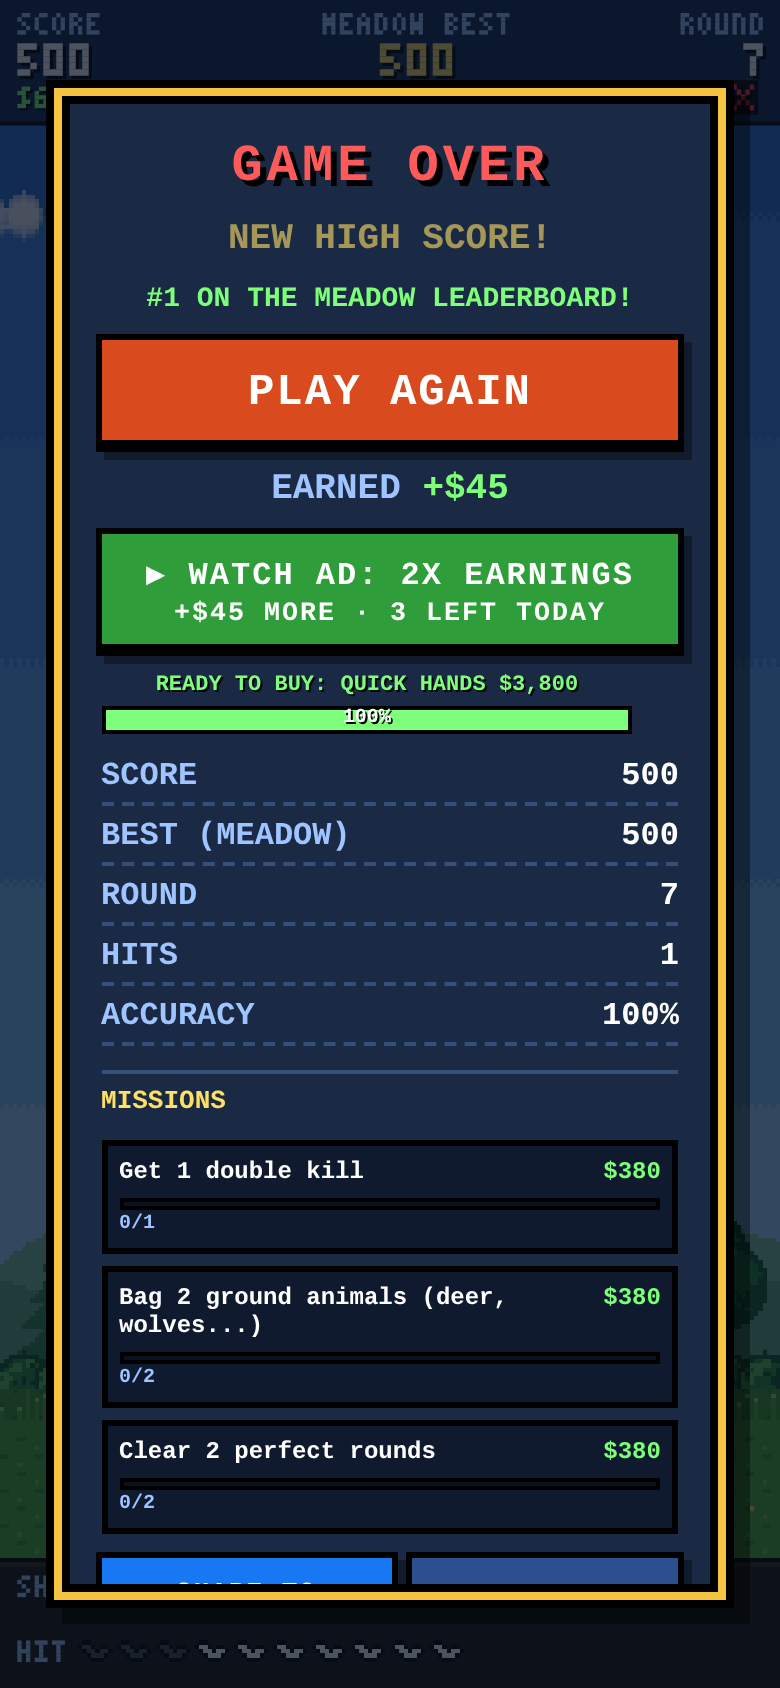 SCORE MEADOW BEST ROUND
500 500 7
GAME OVER
NEW HIGH SCORE!
#1 ON THE MEADOW LEADERBOARD!
PLAY AGAIN
EARNED +$45
▶ WATCH AD: 2X EARNINGS
+$45 MORE · 3 LEFT TODAY
READY TO BUY: QUICK HANDS $3,800
100%
SCORE 500
BEST (MEADOW) 500
ROUND 7
HITS 1
ACCURACY 100%
MISSIONS
Get 1 double kill $380
0/1
Bag 2 ground animals (deer, wolves...) $380
0/2
Clear 2 perfect rounds $380
0/2
HIT